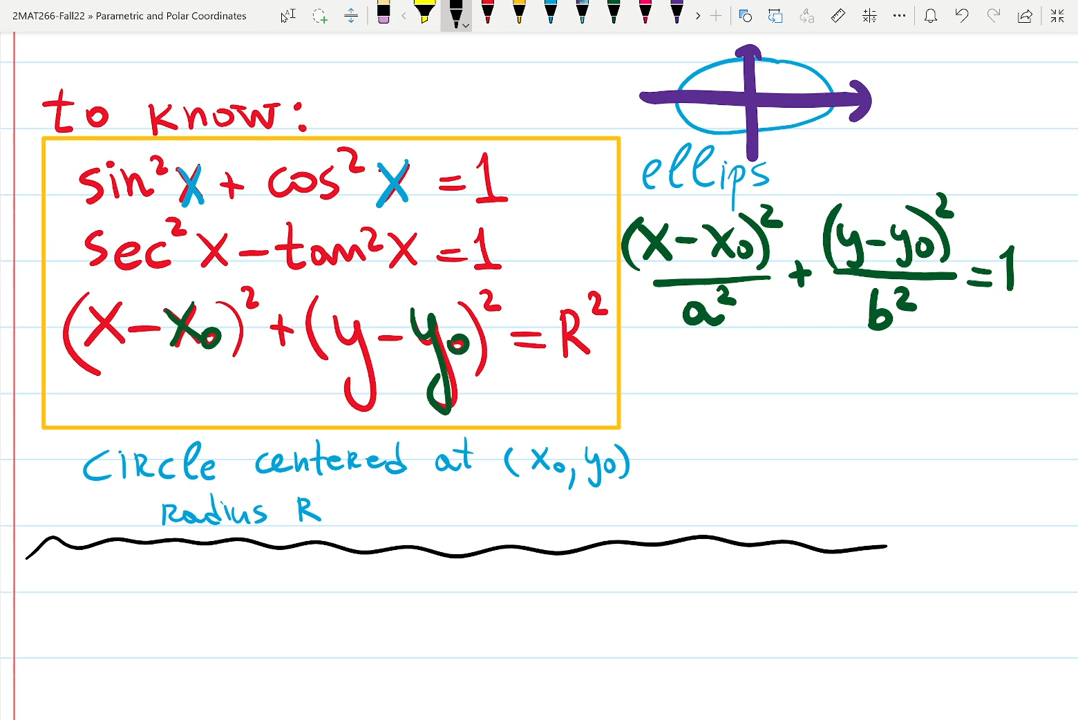 2MAT266-Fall22 » Parametric and Polar Coordinates
to know:
sin²x + cos²x = 1
sec²x - tan²x = 1
(x - x₀)² + (y - y₀)² = R²
circle centered at (x₀, y₀)
radius R
ellips
(x - x₀)²/a² + (y - y₀)²/b² = 1